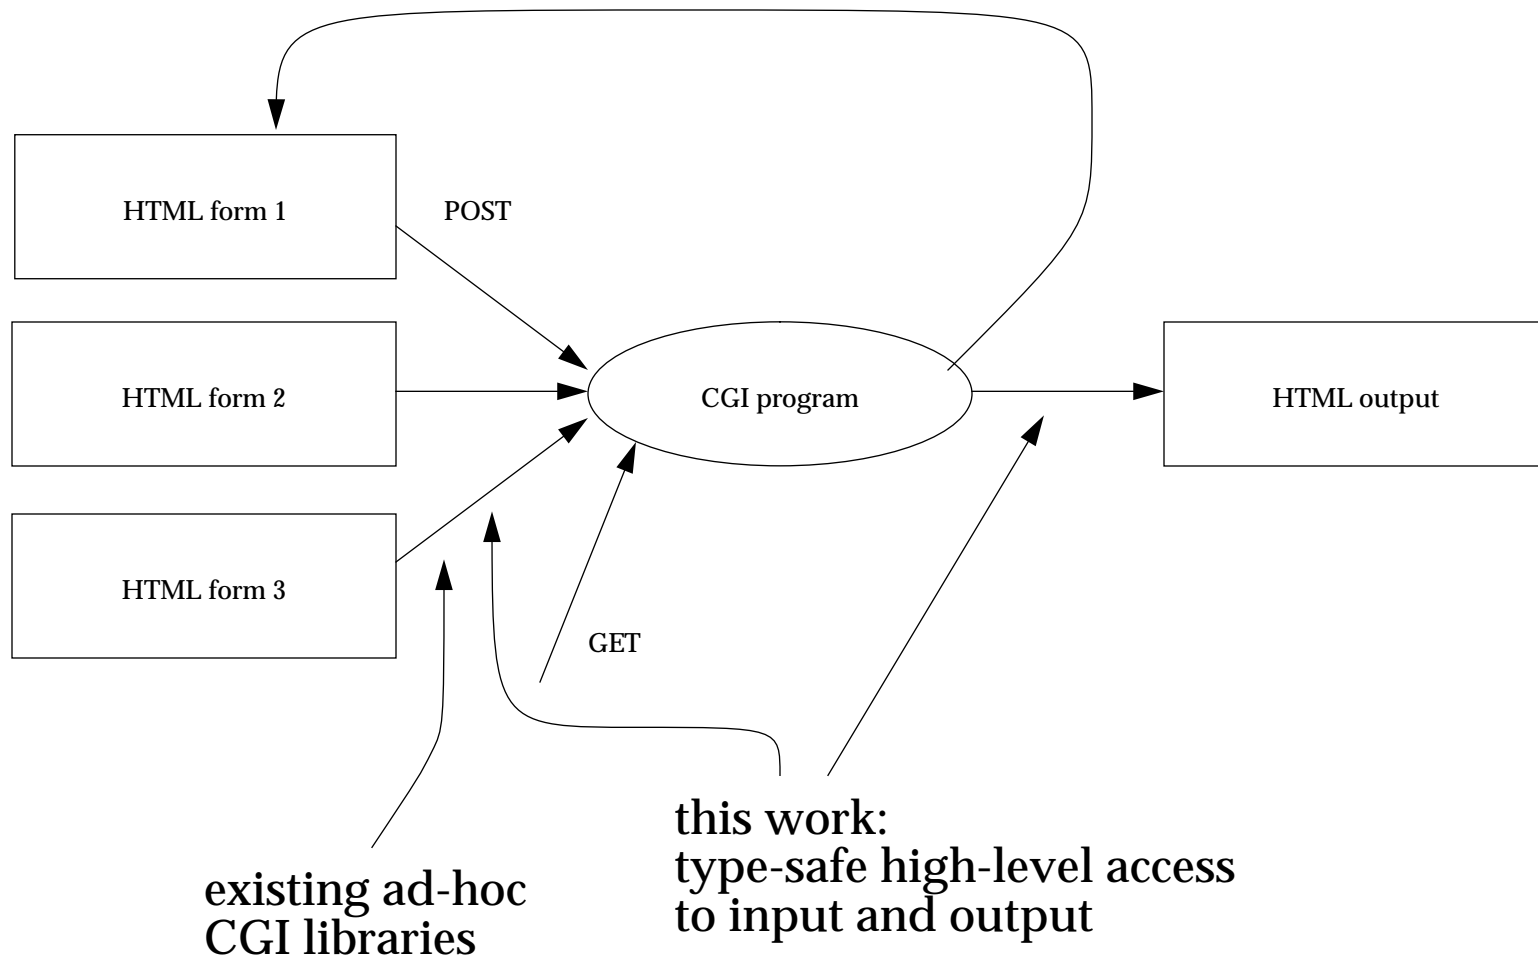 HTML form 1
POST
HTML form 2
CGI program
HTML output
HTML form 3
GET
this work:
type-safe high-level access
to input and output
existing ad-hoc
CGI libraries